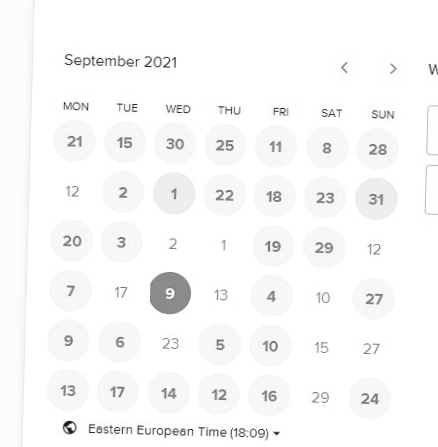 September 2021
W
MON TUE WED THU FRI SAT SUN
21 15 30 25 11 8 28
12 2 1 22 18 23 31
20 3 2 1 19 29 12
7 17 9 13 4 10 27
9 6 23 5 10 15 27
13 17 14 12 16 29 24
Eastern European Time (18:09)